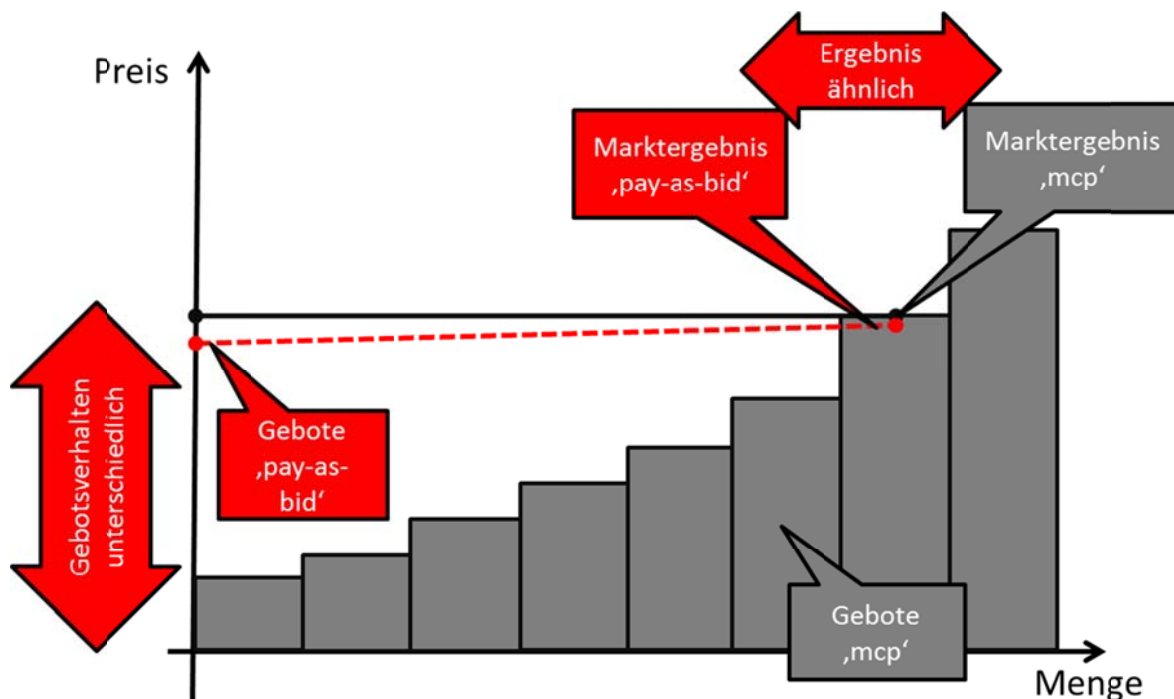 Preis
Ergebnis
ähnlich
Marktergebnis
‚pay-as-bid‘
Marktergebnis
‚mcp‘
Gebotsverhalten
unterschiedlich
Gebote
‚pay-as-
bid‘
Gebote
‚mcp‘
Menge